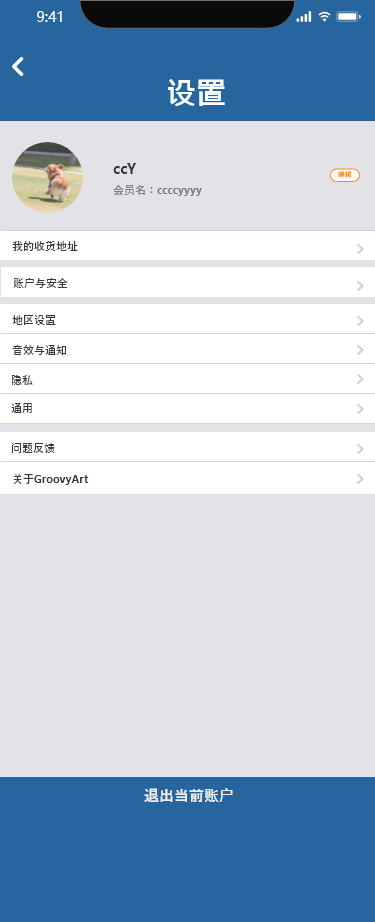 9:41
设置
ccY
编辑
会员名：ccccyyyy
我的收货地址
账户与安全
地区设置
音效与通知
隐私
通用
问题反馈
关于GroovyArt
退出当前账户